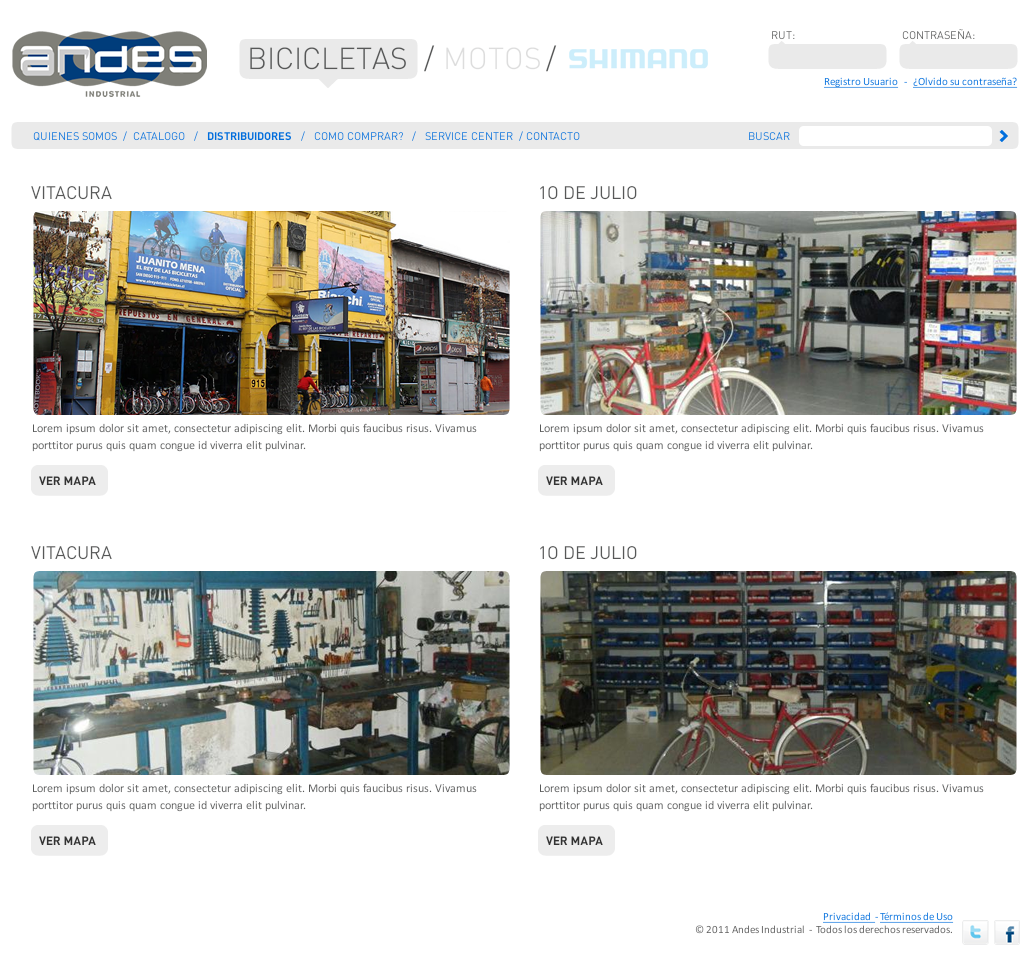 andes
INDUSTRIAL
BICICLETAS / MOTOS / SHIMANO
RUT:
CONTRASEÑA:
Registro Usuario - ¿Olvido su contraseña?
QUIENES SOMOS / CATALOGO / DISTRIBUIDORES / COMO COMPRAR? / SERVICE CENTER / CONTACTO
BUSCAR
VITACURA
JUANITO MENA
EL REY DE LAS BICICLETAS
Bianchi
REPUESTOS EN GENERAL
915
pepsi
pepsi
Lorem ipsum dolor sit amet, consectetur adipiscing elit. Morbi quis faucibus risus. Vivamus
porttitor purus quis quam congue id viverra elit pulvinar.
VER MAPA
10 DE JULIO
Lorem ipsum dolor sit amet, consectetur adipiscing elit. Morbi quis faucibus risus. Vivamus
porttitor purus quis quam congue id viverra elit pulvinar.
VER MAPA
VITACURA
Lorem ipsum dolor sit amet, consectetur adipiscing elit. Morbi quis faucibus risus. Vivamus
porttitor purus quis quam congue id viverra elit pulvinar.
VER MAPA
10 DE JULIO
Lorem ipsum dolor sit amet, consectetur adipiscing elit. Morbi quis faucibus risus. Vivamus
porttitor purus quis quam congue id viverra elit pulvinar.
VER MAPA
Privacidad - Términos de Uso
© 2011 Andes Industrial - Todos los derechos reservados.